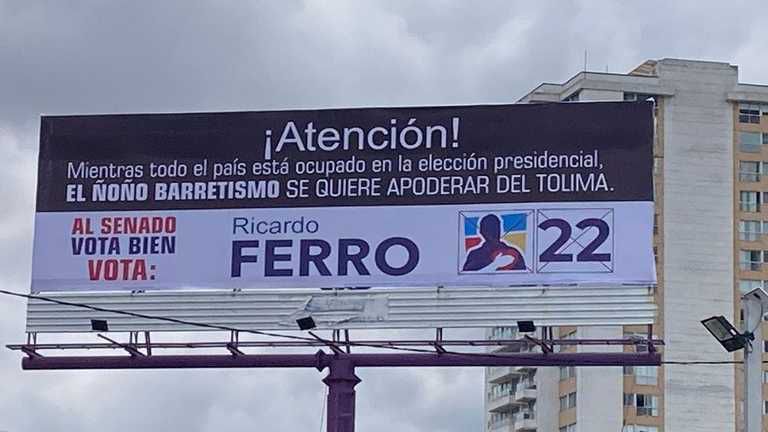 ¡Atención!
Mientras todo el país está ocupado en la elección presidencial,
EL ÑOÑO BARRETISMO SE QUIERE APODERAR DEL TOLIMA.
AL SENADO
VOTA BIEN
VOTA:
Ricardo
FERRO
22